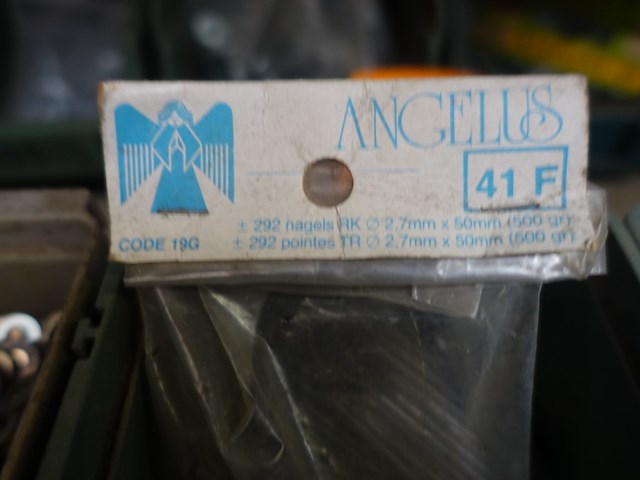 ANGELUS
41 F
± 292 nagels RK ∅ 2,7mm x 50mm (500 gr)
CODE 19G ± 292 pointes TR ∅ 2,7mm x 50mm (500 gr)